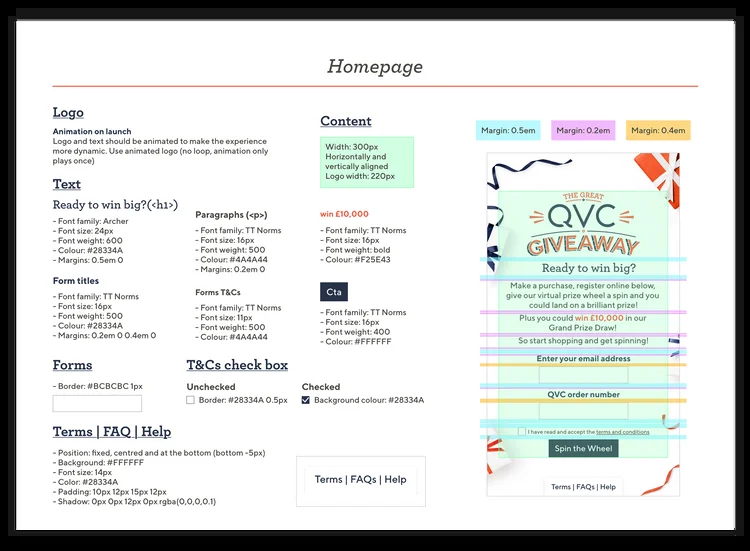 Homepage
Logo
Animation on launch
Logo and text should be animated to make the experience
more dynamic. Use animated logo (no loop, animation only
plays once)
Text
Ready to win big?(<h1>)
- Font family: Archer
- Font size: 24px
- Font weight: 600
- Colour: #28334A
- Margins: 0.5em 0
Form titles
- Font family: TT Norms
- Font size: 16px
- Font weight: 500
- Colour: #28334A
- Margins: 0.2em 0 0.4em 0
Paragraphs (<p>)
- Font family: TT Norms
- Font size: 16px
- Font weight: 500
- Colour: #4A4A44
- Margins: 0.2em 0
Forms T&Cs
- Font family: TT Norms
- Font size: 11px
- Font weight: 500
- Colour: #4A4A44
Content
Width: 300px
Horizontally and
vertically aligned
Logo width: 220px
win £10,000
- Font family: TT Norms
- Font size: 16px
- Font weight: bold
- Colour: #F25E43
Cta
- Font family: TT Norms
- Font size: 16px
- Font weight: 400
- Colour: #FFFFFF
Forms
- Border: #BCBCBC 1px
T&Cs check box
Unchecked
Border: #28334A 0.5px
Checked
Background colour: #28334A
Terms | FAQ | Help
- Position: fixed, centred and at the bottom (bottom -5px)
- Background: #FFFFFF
- Font size: 14px
- Color: #28334A
- Padding: 10px 12px 15px 12px
- Shadow: 0px 0px 12px 0px rgba(0,0,0,0.1)
Terms | FAQs | Help
Margin: 0.5em
Margin: 0.2em
Margin: 0.4em
THE GREAT
QVC
GIVEAWAY
Ready to win big?
Make a purchase, register online below,
give our virtual prize wheel a spin and you
could land on a brilliant prize!
Plus you could win £10,000 in our
Grand Prize Draw!
So start shopping and get spinning!
Enter your email address
QVC order number
I have read and accept the terms and conditions
Spin the Wheel
Terms | FAQs | Help